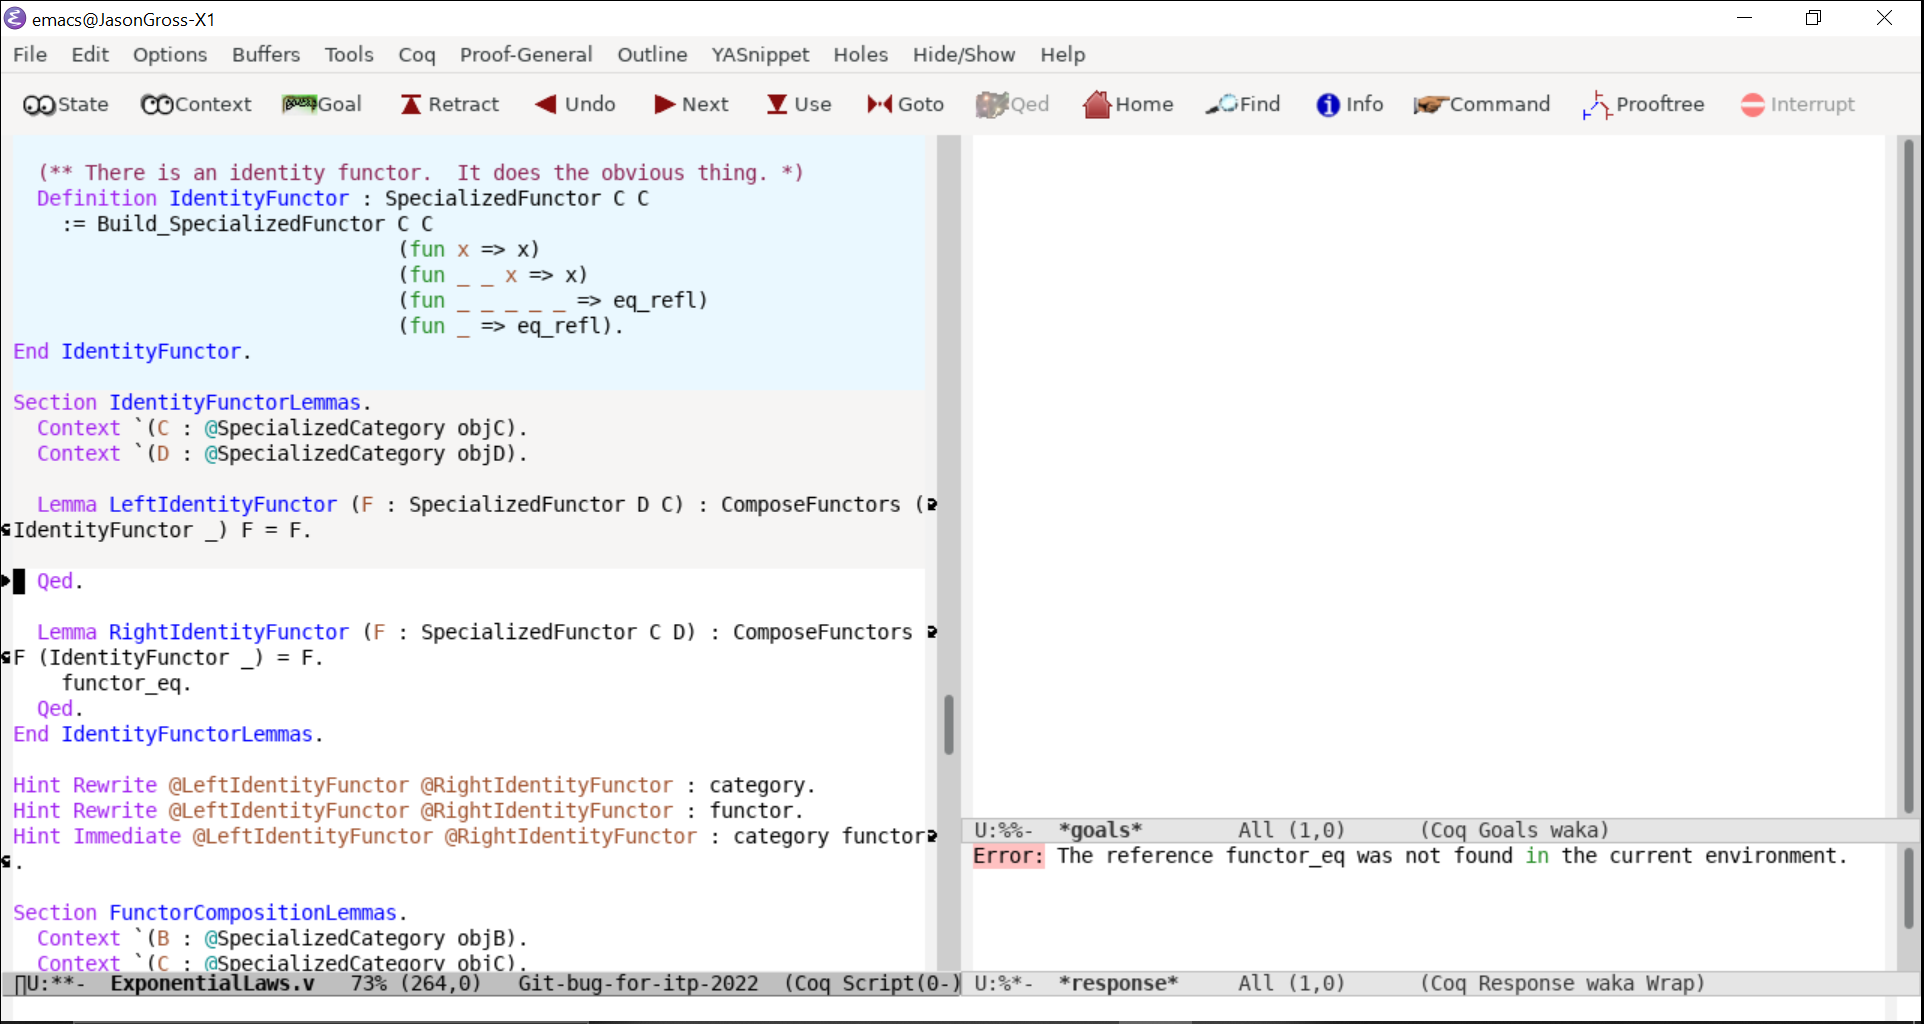 emacs@JasonGross-X1
File Edit Options Buffers Tools Coq Proof-General Outline YASnippet Holes Hide/Show Help
State Context Goal Retract Undo Next Use Goto Qed Home Find Info Command Prooftree Interrupt
(** There is an identity functor.  It does the obvious thing. *)
Definition IdentityFunctor : SpecializedFunctor C C
:= Build_SpecializedFunctor C C
(fun x => x)
(fun _ _ x => x)
(fun _ _ _ _ _ => eq_refl)
(fun _ => eq_refl).
End IdentityFunctor.
Section IdentityFunctorLemmas.
Context `(C : @SpecializedCategory objC).
Context `(D : @SpecializedCategory objD).
Lemma LeftIdentityFunctor (F : SpecializedFunctor D C) : ComposeFunctors (
IdentityFunctor _) F = F.
Qed.
Lemma RightIdentityFunctor (F : SpecializedFunctor C D) : ComposeFunctors
F (IdentityFunctor _) = F.
functor_eq.
Qed.
End IdentityFunctorLemmas.
Hint Rewrite @LeftIdentityFunctor @RightIdentityFunctor : category.
Hint Rewrite @LeftIdentityFunctor @RightIdentityFunctor : functor.
Hint Immediate @LeftIdentityFunctor @RightIdentityFunctor : category functor
.
Section FunctorCompositionLemmas.
Context `(B : @SpecializedCategory objB).
Context `(C : @SpecializedCategory objC).
U:**-  ExponentialLaws.v   73% (264,0)   Git-bug-for-itp-2022  (Coq Script(0-)
U:%%-  *goals*        All (1,0)      (Coq Goals waka)
Error: The reference functor_eq was not found in the current environment.
U:%*-  *response*     All (1,0)      (Coq Response waka Wrap)